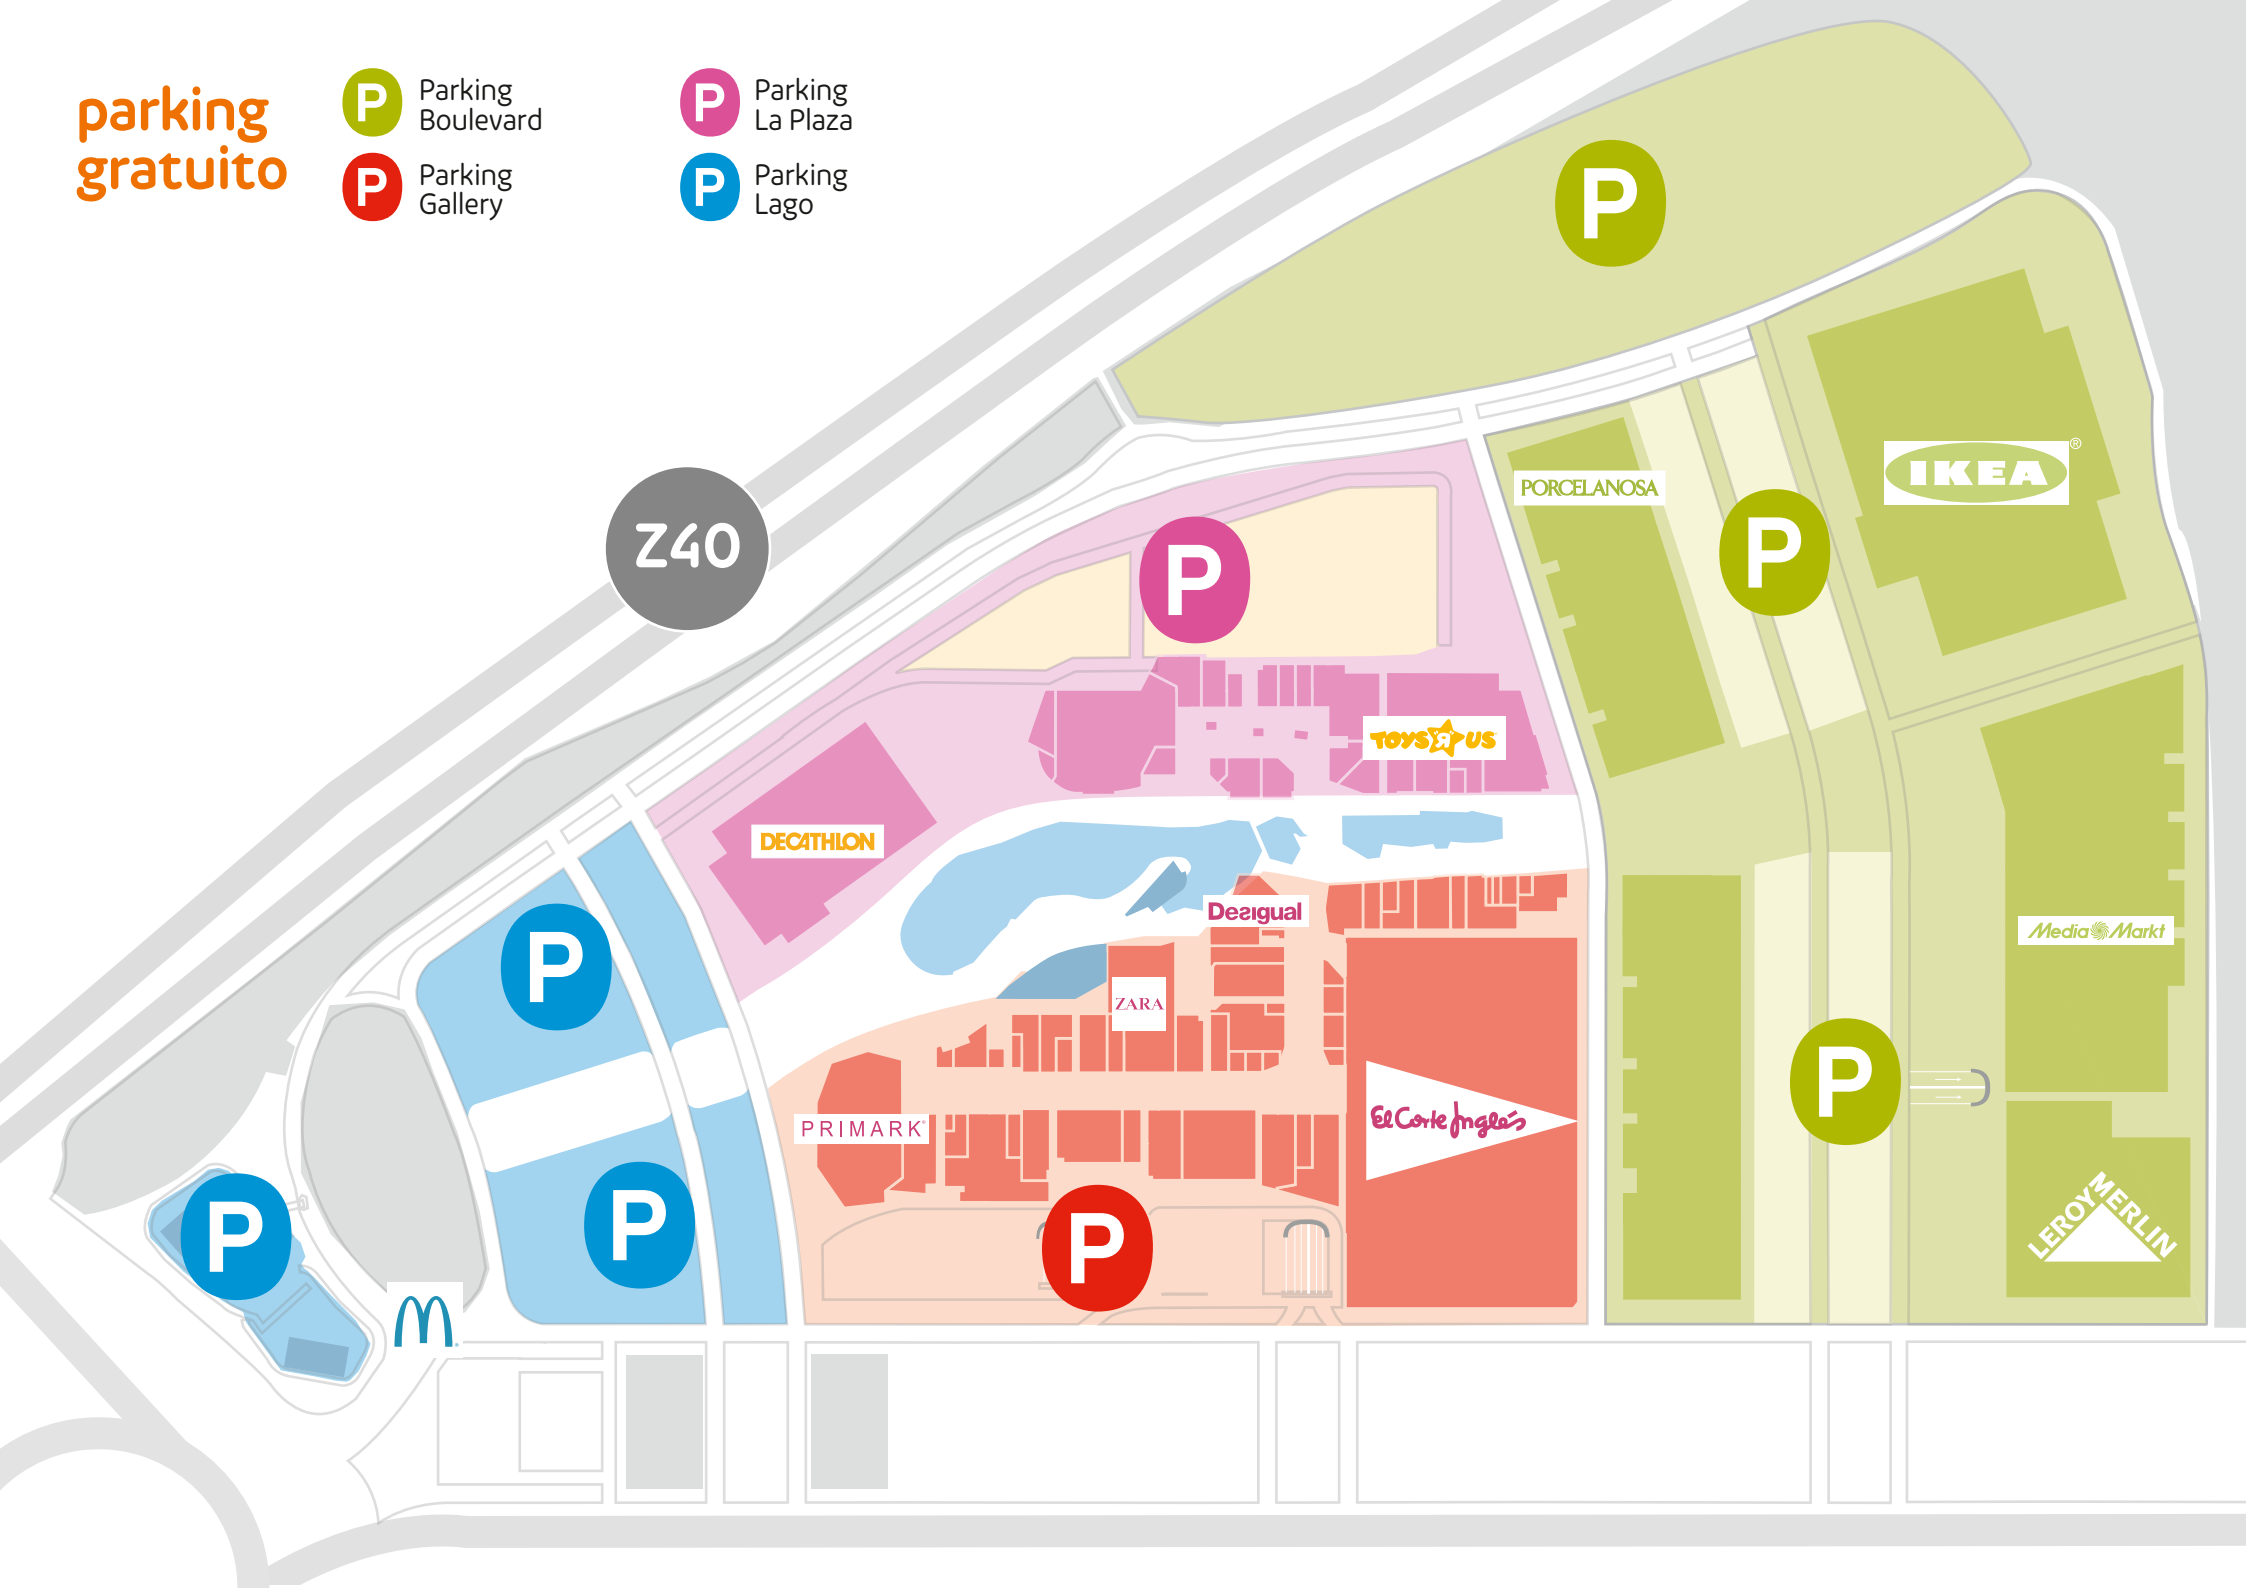 parking
gratuito
P
Parking
Boulevard
P
Parking
La Plaza
P
Parking
Gallery
P
Parking
Lago
P
IKEA®
PORCELANOSA
P
Z40
P
TOYS"Я"US
DECATHLON
Desigual
P
MediaMarkt
ZARA
P
PRIMARK
El Corte Inglés
P
P
P
P
LEROY MERLIN
M